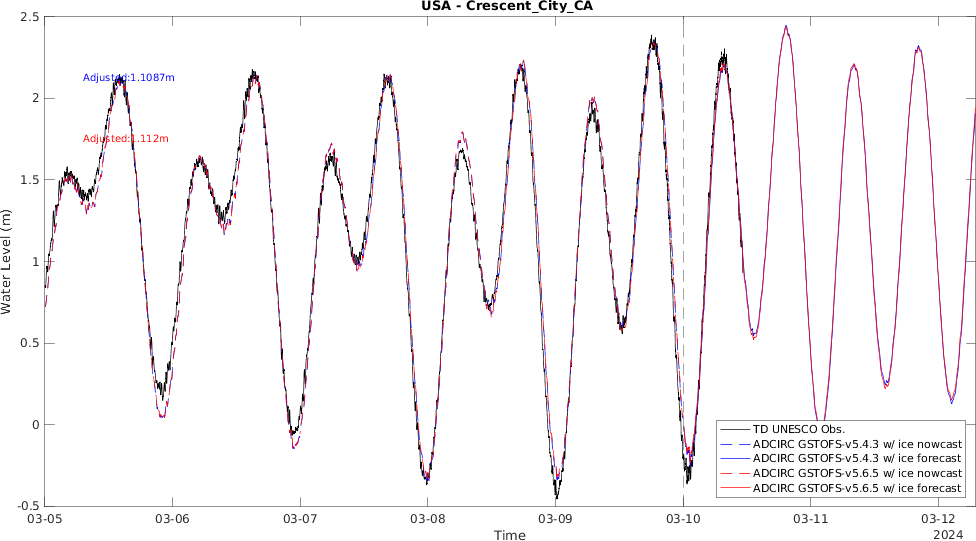 USA - Crescent_City_CA
2.5
2
1.5
1
0.5
0
-0.5
Water Level (m)
Adjusted:1.1087m
Adjusted:1.112m
TD UNESCO Obs.
ADCIRC GSTOFS-v5.4.3 w/ ice nowcast
ADCIRC GSTOFS-v5.4.3 w/ ice forecast
ADCIRC GSTOFS-v5.6.5 w/ ice nowcast
ADCIRC GSTOFS-v5.6.5 w/ ice forecast
03-05 03-06 03-07 03-08 03-09 03-10 03-11 03-12
Time
2024